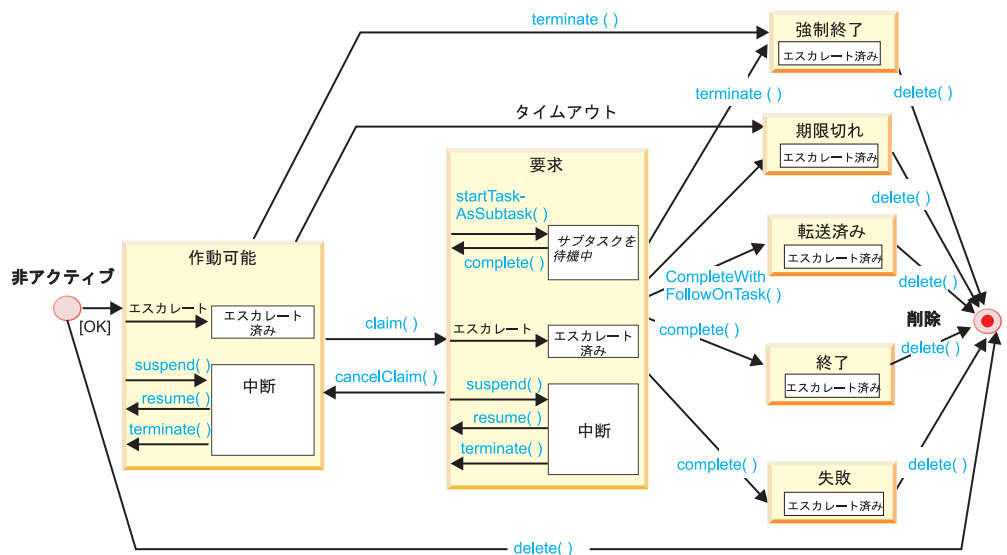 terminate( )
強制終了
エスカレート済み
terminate ( )
delete( )
タイムアウト
期限切れ
エスカレート済み
delete( )
要求
startTask-
AsSubtask( )
サブタスクを
待機中
complete( )
転送済み
エスカレート済み
CompleteWith
FollowOnTask( )
delete( )
作動可能
非アクティブ
[OK]
エスカレート
エスカレート
済み
claim( )
エスカレート
エスカレート
済み
complete( )
削除
delete( )
終了
エスカレート済み
suspend( )
中断
resume( )
terminate( )
cancelClaim( )
suspend( )
中断
resume( )
terminate( )
complete( )
失敗
エスカレート済み
delete( )
delete( )